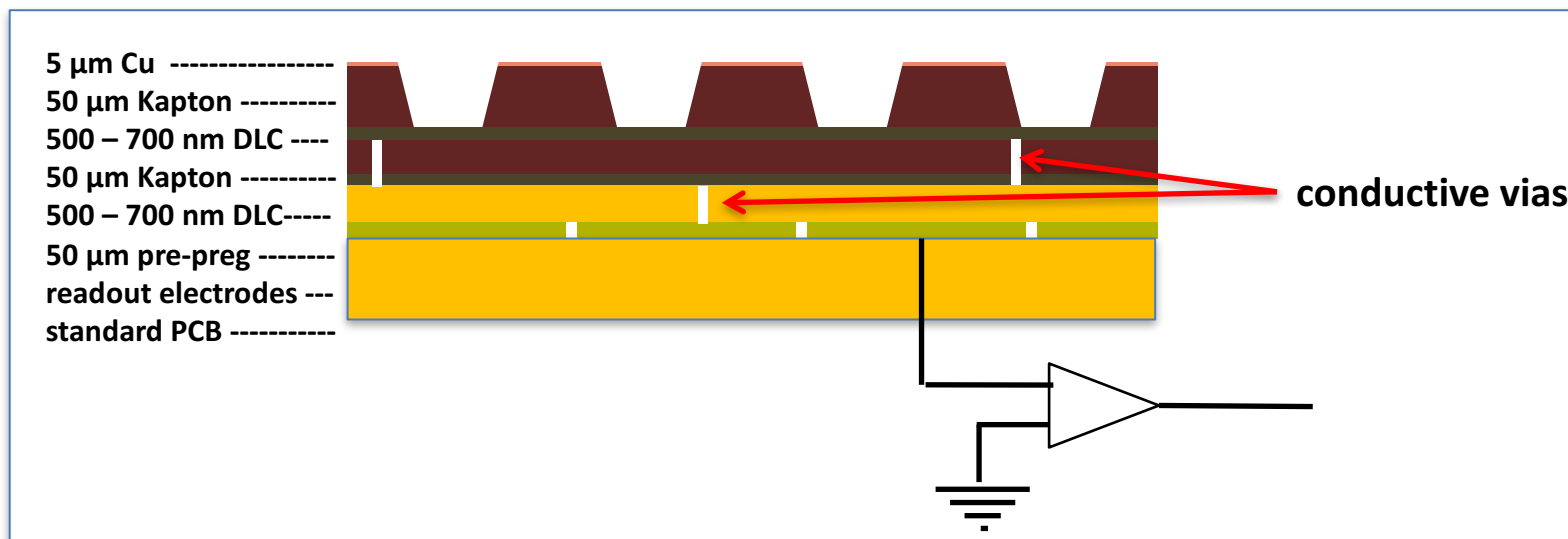 5 µm Cu -----------------
50 µm Kapton ----------
500 – 700 nm DLC ----
50 µm Kapton --------
500 – 700 nm DLC-----
50 µm pre-preg --------
readout electrodes ---
standard PCB -----------
conductive vias